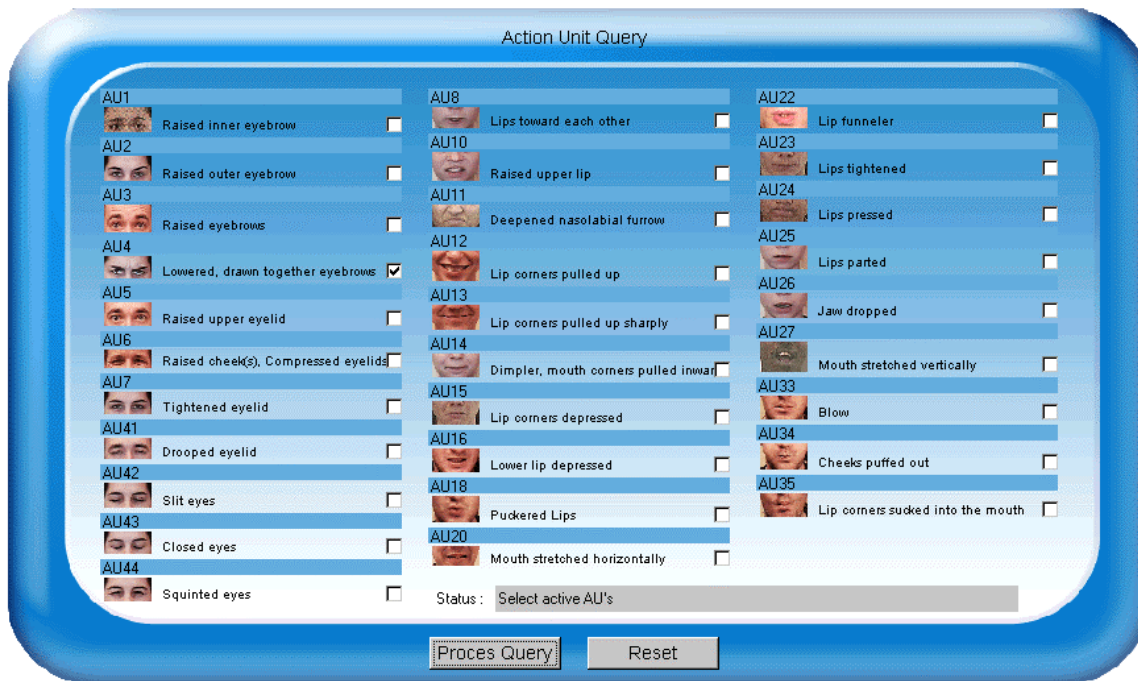 Action Unit Query
AU1
Raised inner eyebrow
AU2
Raised outer eyebrow
AU3
Raised eyebrows
AU4
Lowered, drawn together eyebrows
AU5
Raised upper eyelid
AU6
Raised cheek(s), Compressed eyelids
AU7
Tightened eyelid
AU41
Drooped eyelid
AU42
Slit eyes
AU43
Closed eyes
AU44
Squinted eyes
AU8
Lips toward each other
AU10
Raised upper lip
AU11
Deepened nasolabial furrow
AU12
Lip corners pulled up
AU13
Lip corners pulled up sharply
AU14
Dimpler, mouth corners pulled inwar
AU15
Lip corners depressed
AU16
Lower lip depressed
AU18
Puckered Lips
AU20
Mouth stretched horizontally
AU22
Lip funneler
AU23
Lips tightened
AU24
Lips pressed
AU25
Lips parted
AU26
Jaw dropped
AU27
Mouth stretched vertically
AU33
Blow
AU34
Cheeks puffed out
AU35
Lip corners sucked into the mouth
Status : Select active AU's
Proces Query
Reset